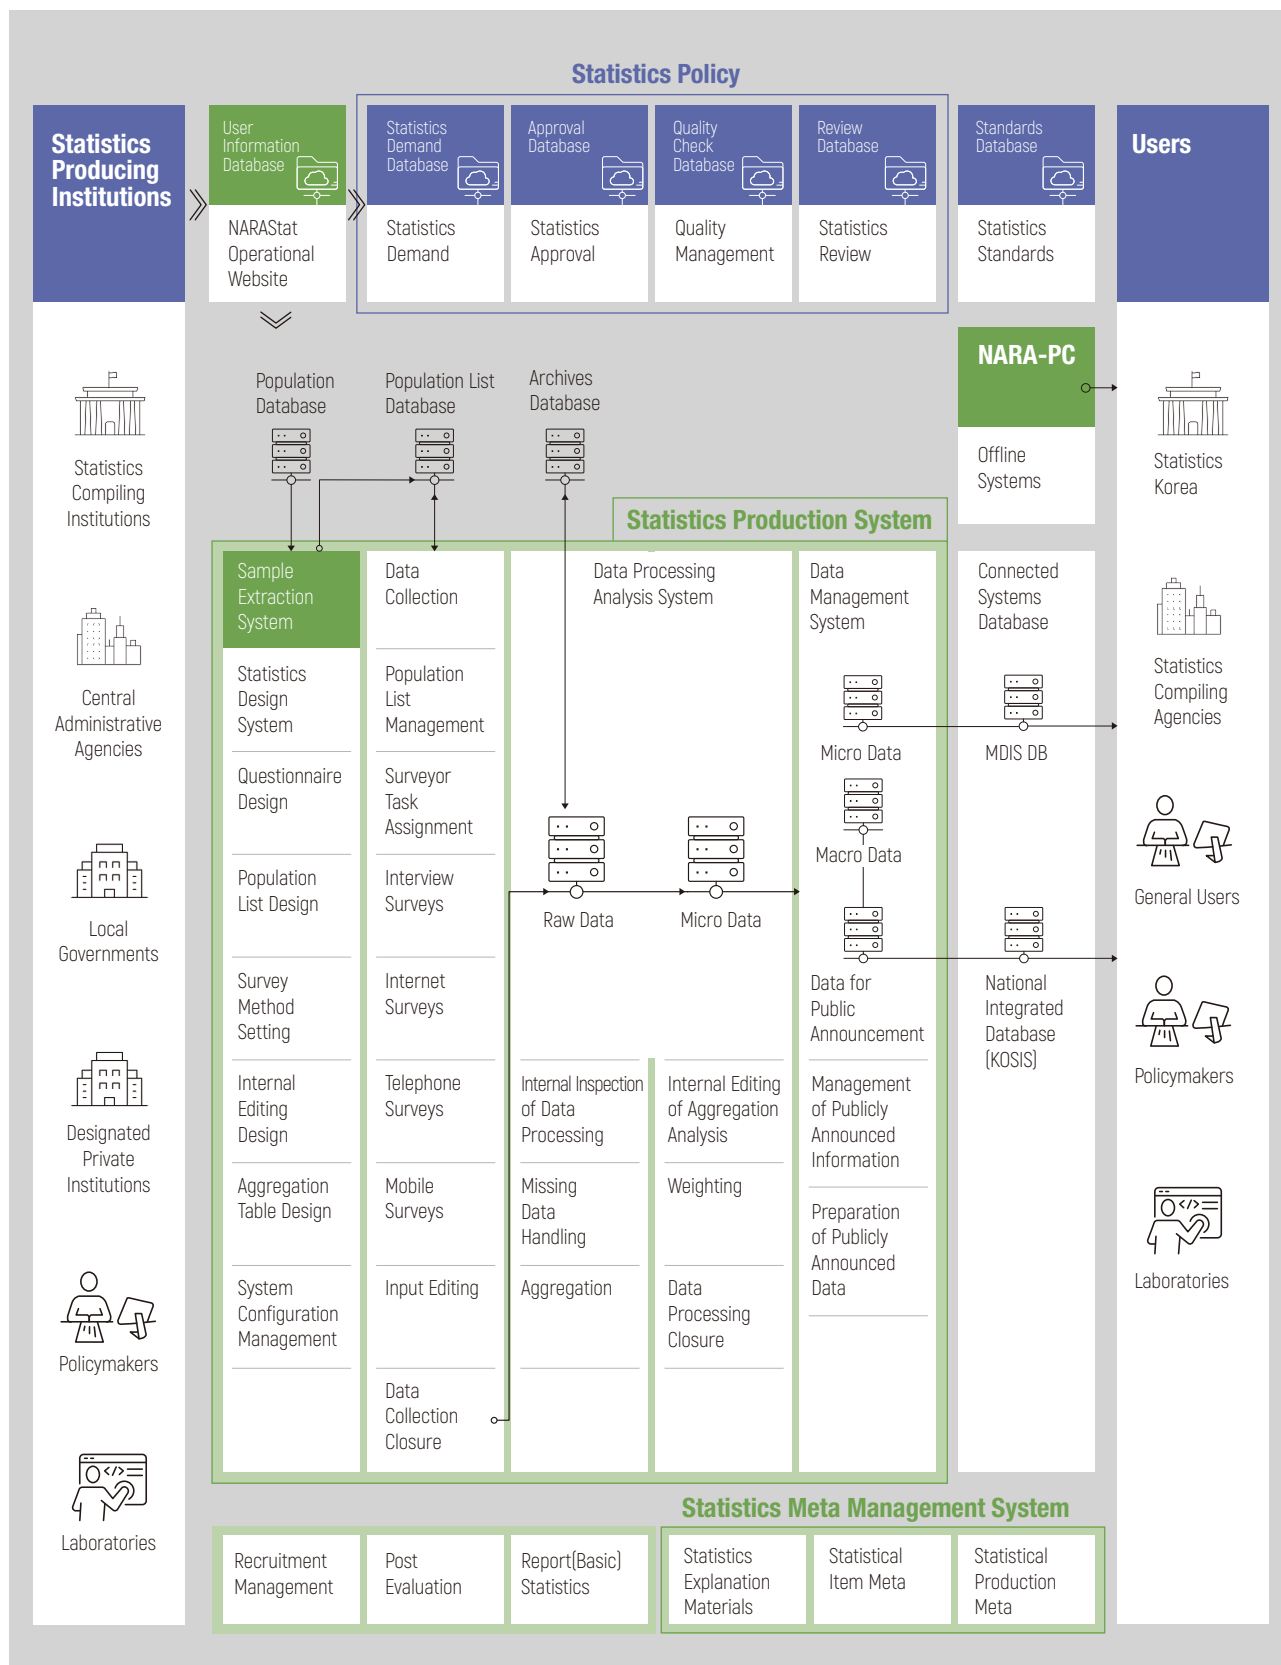 Statistics Policy
Statistics
Producing
Institutions
User
Information
Database
NARAStat
Operational
Website
Statistics
Demand
Database
Statistics
Demand
Approval
Database
Statistics
Approval
Quality
Check
Database
Quality
Management
Review
Database
Statistics
Review
Standards
Database
Statistics
Standards
Users
Statistics
Compiling
Institutions
Central
Administrative
Agencies
Local
Governments
Designated
Private
Institutions
Policymakers
Laboratories
Population
Database
Population List
Database
Archives
Database
NARA-PC
Offline
Systems
Statistics Production System
Sample
Extraction
System
Statistics
Design
System
Questionnaire
Design
Population
List Design
Survey
Method
Setting
Internal
Editing
Design
Aggregation
Table Design
System
Configuration
Management
Data
Collection
Population
List
Management
Surveyor
Task
Assignment
Interview
Surveys
Internet
Surveys
Telephone
Surveys
Mobile
Surveys
Input Editing
Data
Collection
Closure
Data Processing
Analysis System
Raw Data
Micro Data
Internal Inspection
of Data
Processing
Missing
Data
Handling
Aggregation
Internal Editing
of Aggregation
Analysis
Weighting
Data
Processing
Closure
Data
Management
System
Micro Data
Macro Data
Data for
Public
Announcement
Management
of Publicly
Announced
Information
Preparation
of Publicly
Announced
Data
Connected
Systems
Database
MDIS DB
National
Integrated
Database
(KOSIS)
Statistics
Korea
Statistics
Compiling
Agencies
General Users
Policymakers
Laboratories
Recruitment
Management
Post
Evaluation
Report(Basic)
Statistics
Statistics Meta Management System
Statistics
Explanation
Materials
Statistical
Item Meta
Statistical
Production
Meta